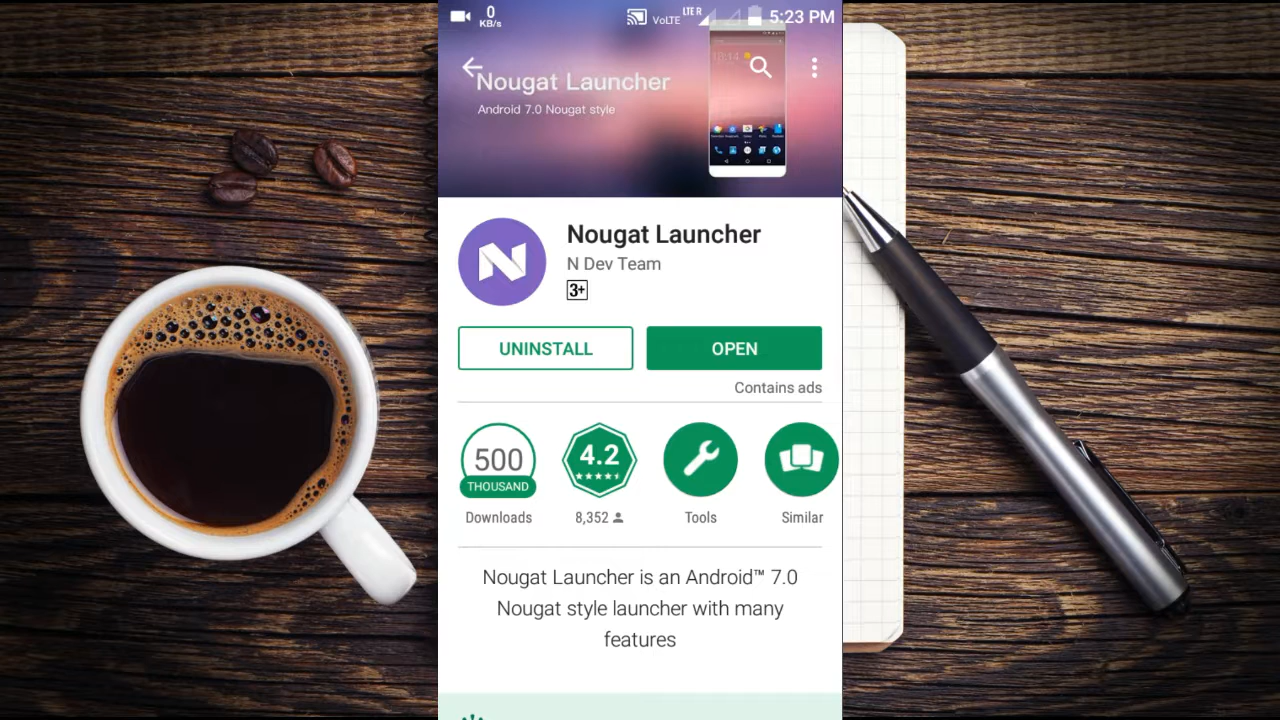 0
KB/s
VoLTE
LTE R
5:23 PM
Nougat Launcher
Android 7.0 Nougat style
N
Nougat Launcher
N Dev Team
3+
UNINSTALL
OPEN
Contains ads
500
THOUSAND
Downloads
4.2
8,352
Tools
Similar
Nougat Launcher is an Android™ 7.0
Nougat style launcher with many
features